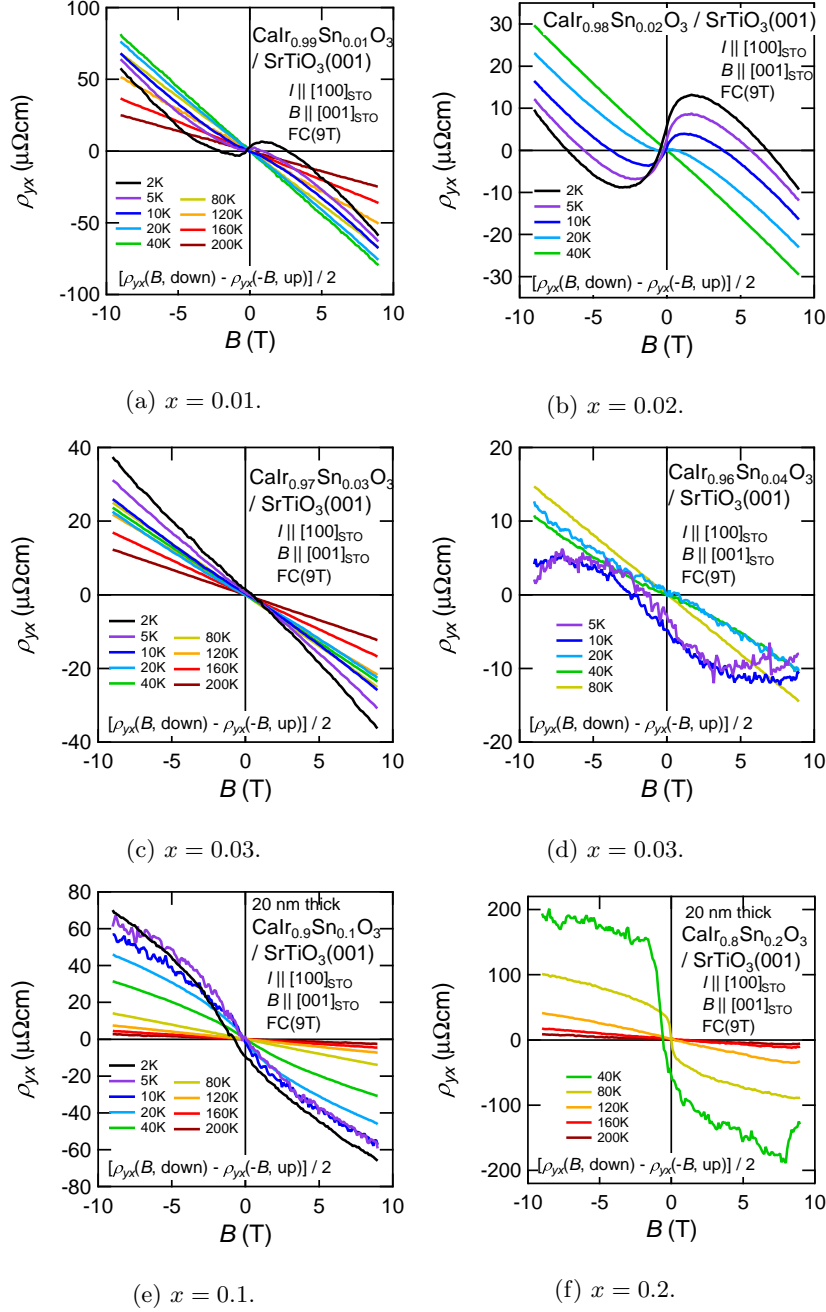 100
50
0
-50
-100
-10
-5
0
5
10
ρyx (μΩcm)
B (T)
CaIr0.99Sn0.01O3
/ SrTiO3(001)
I || [100]STO
B || [001]STO
FC(9T)
2K
5K
10K
20K
40K
80K
120K
160K
200K
[ρyx(B, down) - ρyx(-B, up)] / 2
(a) x = 0.01.
30
20
10
0
-10
-20
-30
-10
-5
0
5
10
ρyx (μΩcm)
B (T)
CaIr0.98Sn0.02O3 / SrTiO3(001)
I || [100]STO
B || [001]STO
FC(9T)
2K
5K
10K
20K
40K
[ρyx(B, down) - ρyx(-B, up)] / 2
(b) x = 0.02.
40
20
0
-20
-40
-10
-5
0
5
10
ρyx (μΩcm)
B (T)
CaIr0.97Sn0.03O3
/ SrTiO3(001)
I || [100]STO
B || [001]STO
FC(9T)
2K
5K
10K
20K
40K
80K
120K
160K
200K
[ρyx(B, down) - ρyx(-B, up)] / 2
(c) x = 0.03.
20
10
0
-10
-20
-10
-5
0
5
10
ρyx (μΩcm)
B (T)
CaIr0.96Sn0.04O3
/ SrTiO3(001)
I || [100]STO
B || [001]STO
FC(9T)
5K
10K
20K
40K
80K
[ρyx(B, down) - ρyx(-B, up)] / 2
(d) x = 0.03.
80
60
40
20
0
-20
-40
-60
80
-10
-5
0
5
10
ρyx (μΩcm)
B (T)
20 nm thick
CaIr0.9Sn0.1O3
/ SrTiO3(001)
I || [100]STO
B || [001]STO
FC(9T)
2K
5K
10K
20K
40K
80K
120K
160K
200K
[ρyx(B, down) - ρyx(-B, up)] / 2
(e) x = 0.1.
200
100
0
-100
-200
-10
-5
0
5
10
ρyx (μΩcm)
B (T)
20 nm thick
CaIr0.8Sn0.2O3
/ SrTiO3(001)
I || [100]STO
B || [001]STO
FC(9T)
40K
80K
120K
160K
200K
[ρyx(B, down) - ρyx(-B, up)] / 2
(f) x = 0.2.